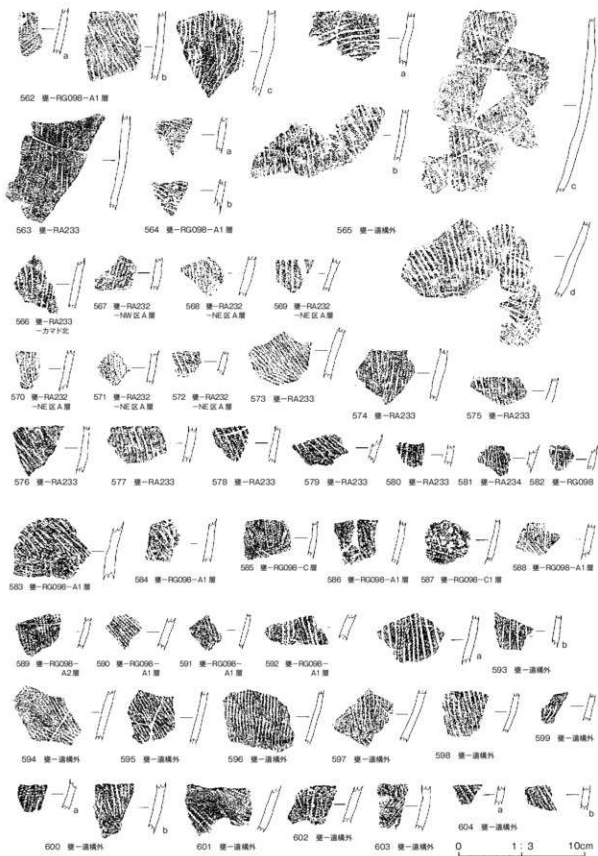 a
b
c
a
562 甕−RG098−A1層
a
b
b
c
563 甕−RA233
564 甕−RG098−A1層
565 甕−遺構外
d
566 甕−RA233
−カマド北
567 甕−RA232
−NW区A層
568 甕−RA232
−NE区A層
569 甕−RA232
−NE区A層
570 甕−RA232
−NE区A層
571 甕−RA232
−NE区A層
572 甕−RA232
−NE区A層
573 甕−RA233
574 甕−RA233
575 甕−RA233
576 甕−RA233
577 甕−RA233
578 甕−RA233
579 甕−RA233
580 甕−RA233
581 甕−RA234
582 甕−RG098
583 甕−RG098−A1層
584 甕−RG098−A1層
585 甕−RG098−C層
586 甕−RG098−A1層
587 甕−RG098−C1層
588 甕−RG098−A1層
589 甕−RG098−
A2層
590 甕−RG098−
A1層
591 甕−RG098−
A1層
592 甕−RG098−
A1層
a
b
593 甕−遺構外
594 甕−遺構外
595 甕−遺構外
596 甕−遺構外
597 甕−遺構外
598 甕−遺構外
599 甕−遺構外
a
b
600 甕−遺構外
601 甕−遺構外
602 甕−遺構外
603 甕−遺構外
a
b
604 甕−遺構外
0 1:3 10cm